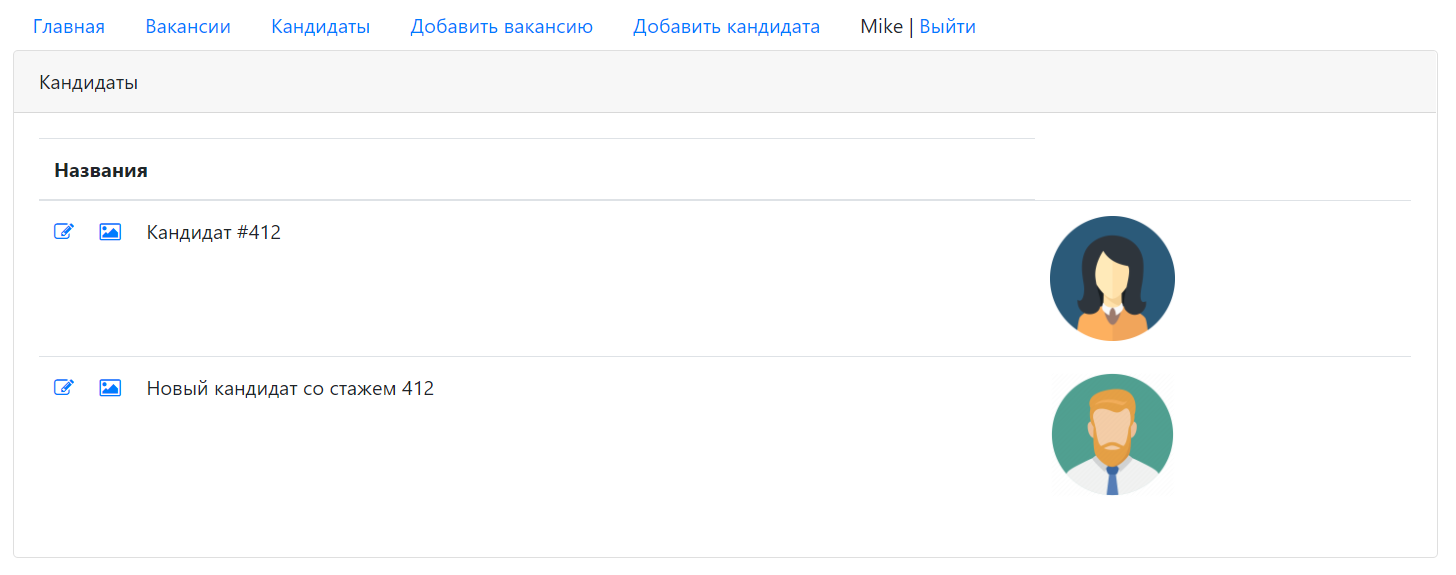 Главная Вакансии Кандидаты Добавить вакансию Добавить кандидата Mike | Выйти
Кандидаты
Названия
Кандидат #412
Новый кандидат со стажем 412